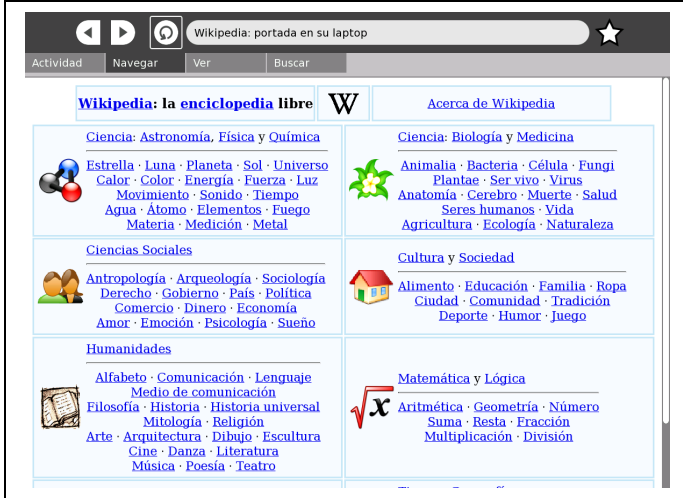 Wikipedia: portada en su laptop
Actividad Navegar Ver Buscar
Wikipedia: la enciclopedia libre
W
Acerca de Wikipedia
Ciencia: Astronomía, Física y Química
Estrella · Luna · Planeta · Sol · Universo
Calor · Color · Energía · Fuerza · Luz
Movimiento · Sonido · Tiempo
Agua · Átomo · Elementos · Fuego
Materia · Medición · Metal
Ciencia: Biología y Medicina
Animalia · Bacteria · Célula · Fungi
Plantae · Ser vivo · Virus
Anatomía · Cerebro · Muerte · Salud
Seres humanos · Vida
Agricultura · Ecología · Naturaleza
Ciencias Sociales
Antropología · Arqueología · Sociología
Derecho · Gobierno · País · Política
Comercio · Dinero · Economía
Amor · Emoción · Psicología · Sueño
Cultura y Sociedad
Alimento · Educación · Familia · Ropa
Ciudad · Comunidad · Tradición
Deporte · Humor · Juego
Humanidades
Alfabeto · Comunicación · Lenguaje
Medio de comunicación
Filosofía · Historia · Historia universal
Mitología · Religión
Arte · Arquitectura · Dibujo · Escultura
Cine · Danza · Literatura
Música · Poesía · Teatro
√x
Matemática y Lógica
Aritmética · Geometría · Número
Suma · Resta · Fracción
Multiplicación · División